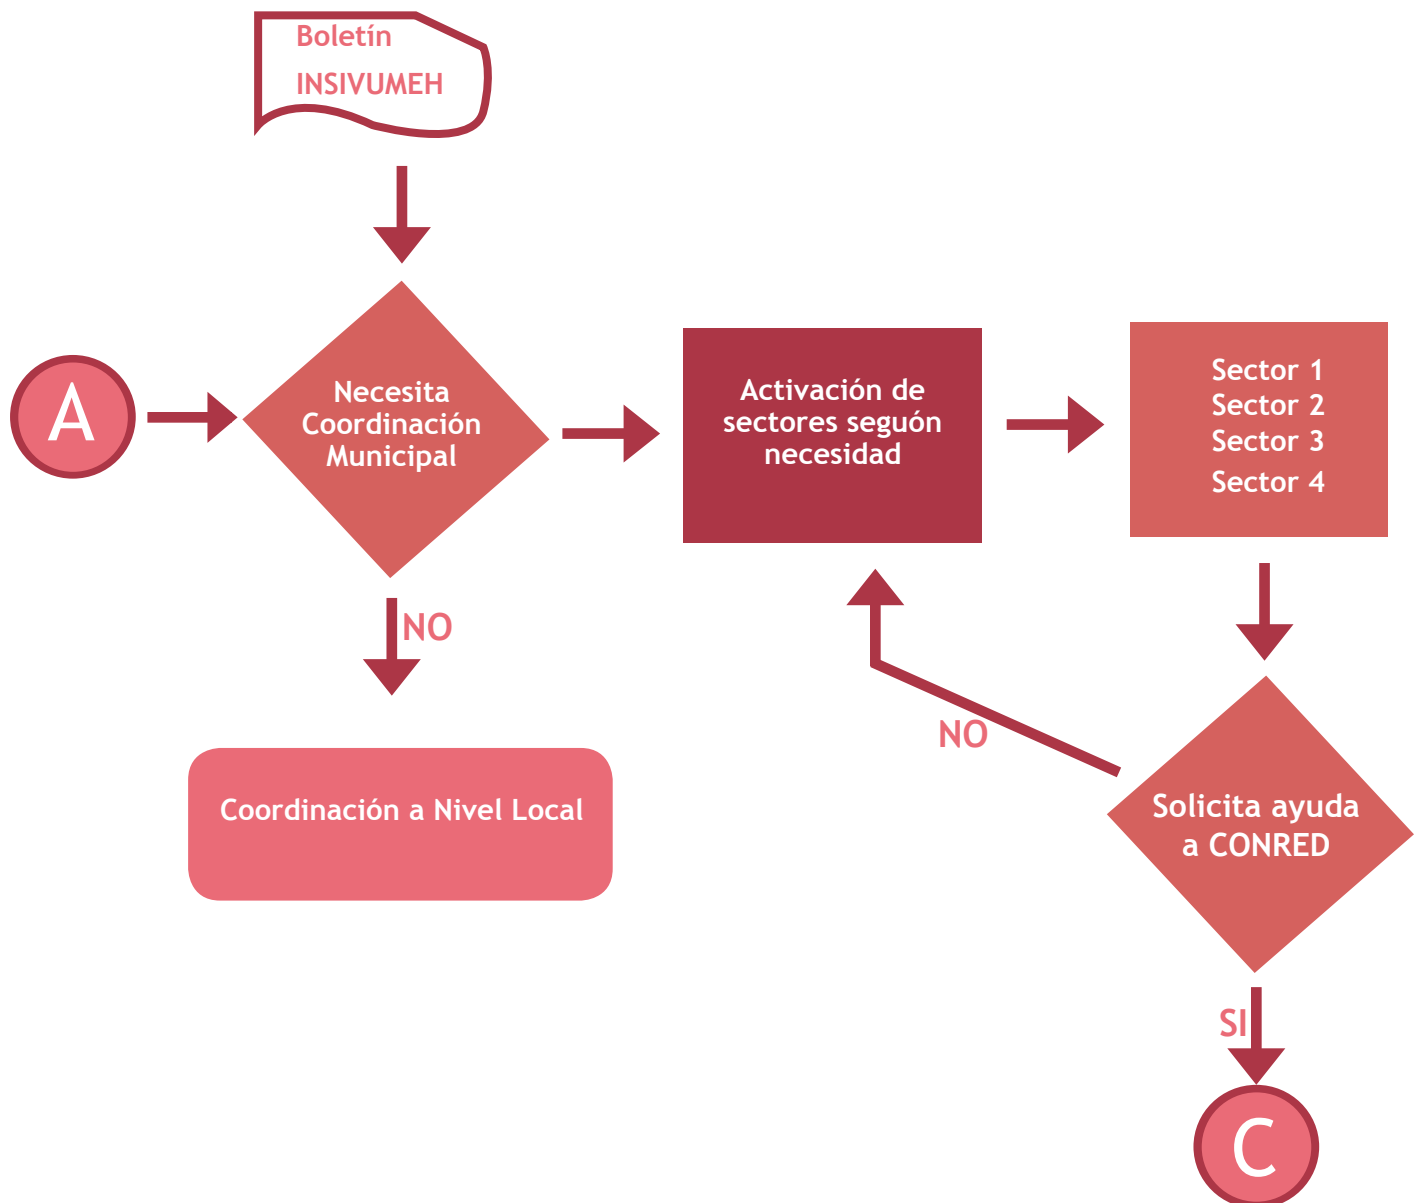 Boletín
INSIVUMEH
A
Necesita
Coordinación
Municipal
Activación de
sectores seguón
necesidad
Sector 1
Sector 2
Sector 3
Sector 4
NO
NO
Coordinación a Nivel Local
Solicita ayuda
a CONRED
SI
C